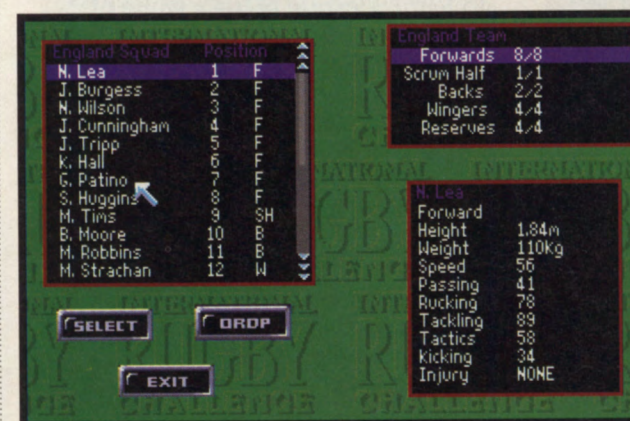 England Squad Position
N. Lea 1 F
J. Burgess 2 F
N. Wilson 3 F
J. Cunningham 4 F
J. Tripp 5 F
K. Hall 6 F
G. Patino 7 F
S. Huggins 8 F
M. Tims 9 SH
B. Moore 10 B
M. Robbins 11 B
M. Strachan 12 W
SELECT
DROP
EXIT
England Team
Forwards 8/8
Scrum Half 1/1
Backs 2/2
Wingers 4/4
Reserves 4/4
N. Lea
Forward
Height 1.84m
Weight 110Kg
Speed 56
Passing 41
Rucking 78
Tackling 89
Tactics 58
Kicking 34
Injury NONE
INTERNATIONAL
RUGBY
CHALLENGE